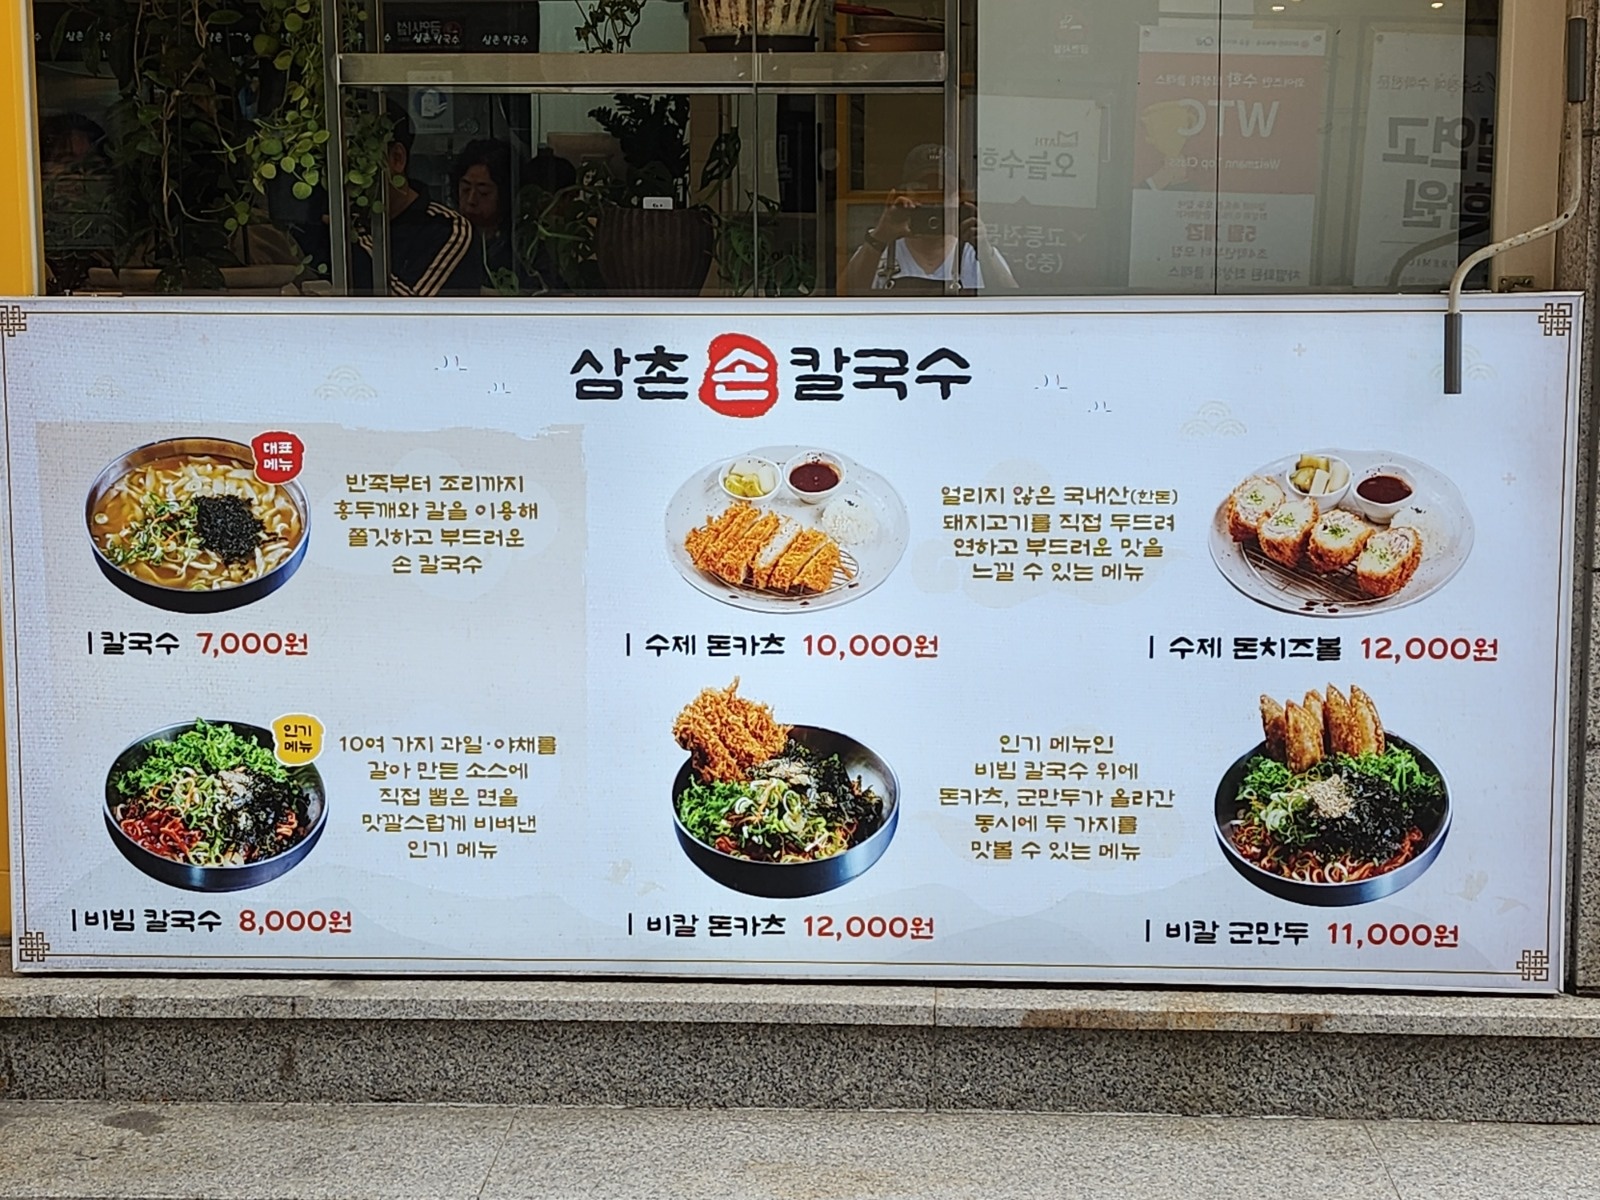 삼촌 손 칼국수
대표
메뉴
반죽부터 조리까지
홍두깨와 칼을 이용해
쫄깃하고 부드러운
손 칼국수
칼국수 7,000원
얼리지 않은 국내산(한돈)
돼지고기를 직접 두드려
연하고 부드러운 맛을
느낄 수 있는 메뉴
수제 돈카츠 10,000원
수제 돈치즈볼 12,000원
인기
메뉴
10여 가지 과일·야채를
갈아 만든 소스에
직접 뽑은 면을
맛깔스럽게 비벼낸
인기 메뉴
비빔 칼국수 8,000원
인기 메뉴인
비빔 칼국수 위에
돈카츠, 군만두가 올라간
동시에 두 가지를
맛볼 수 있는 메뉴
비칼 돈카츠 12,000원
비칼 군만두 11,000원
WTC
Weizmann Top Class
MATH
오늘수학